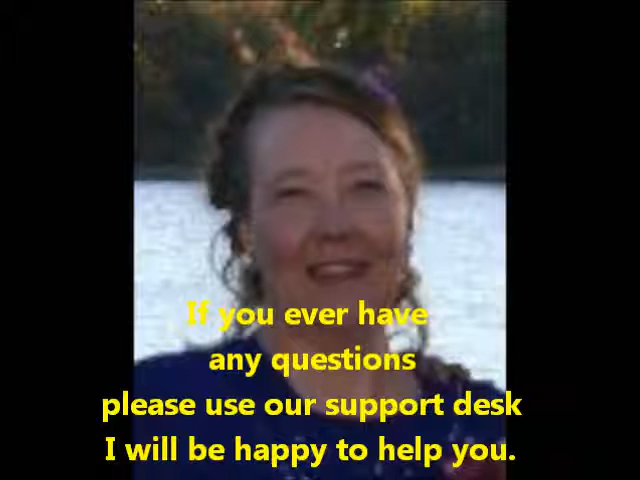 If you ever have
any questions
please use our support desk
I will be happy to help you.